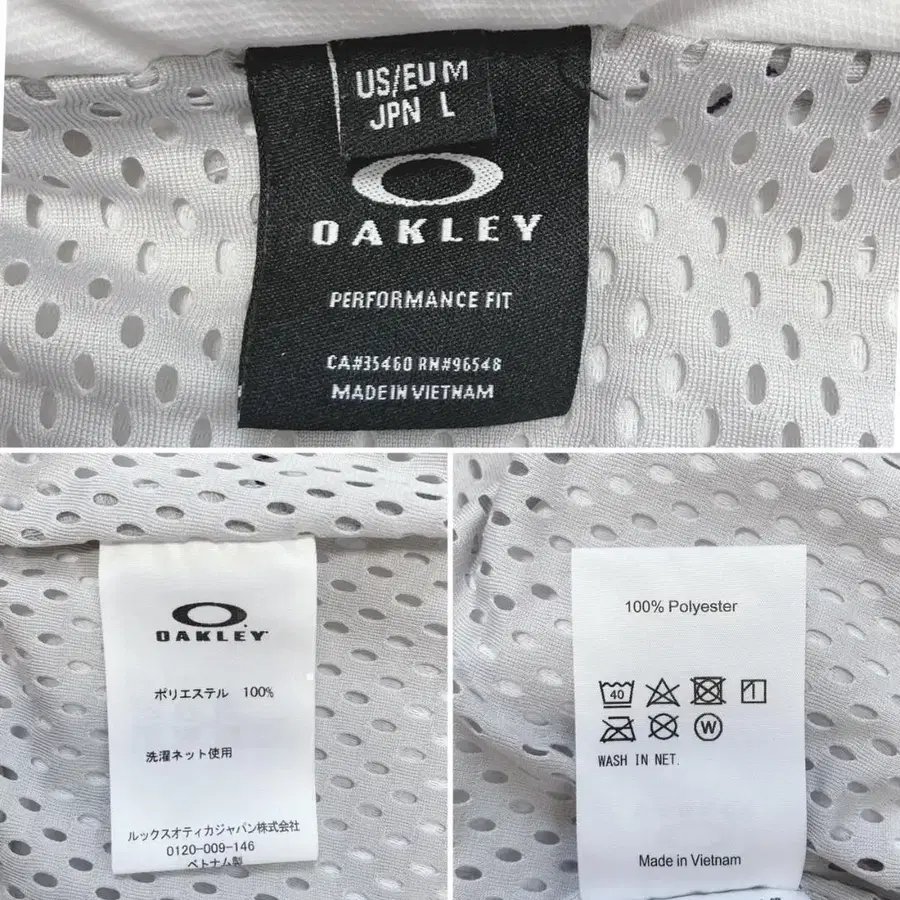 US/EU M
JPN L
OAKLEY
PERFORMANCE FIT
CA#35460 RN#96548
MADE IN VIETNAM
OAKLEY
ポリエステル 100%
洗濯ネット使用
ルックスオティカジャパン株式会社
0120-009-146
ベトナム製
100% Polyester
40
W
WASH IN NET.
Made in Vietnam